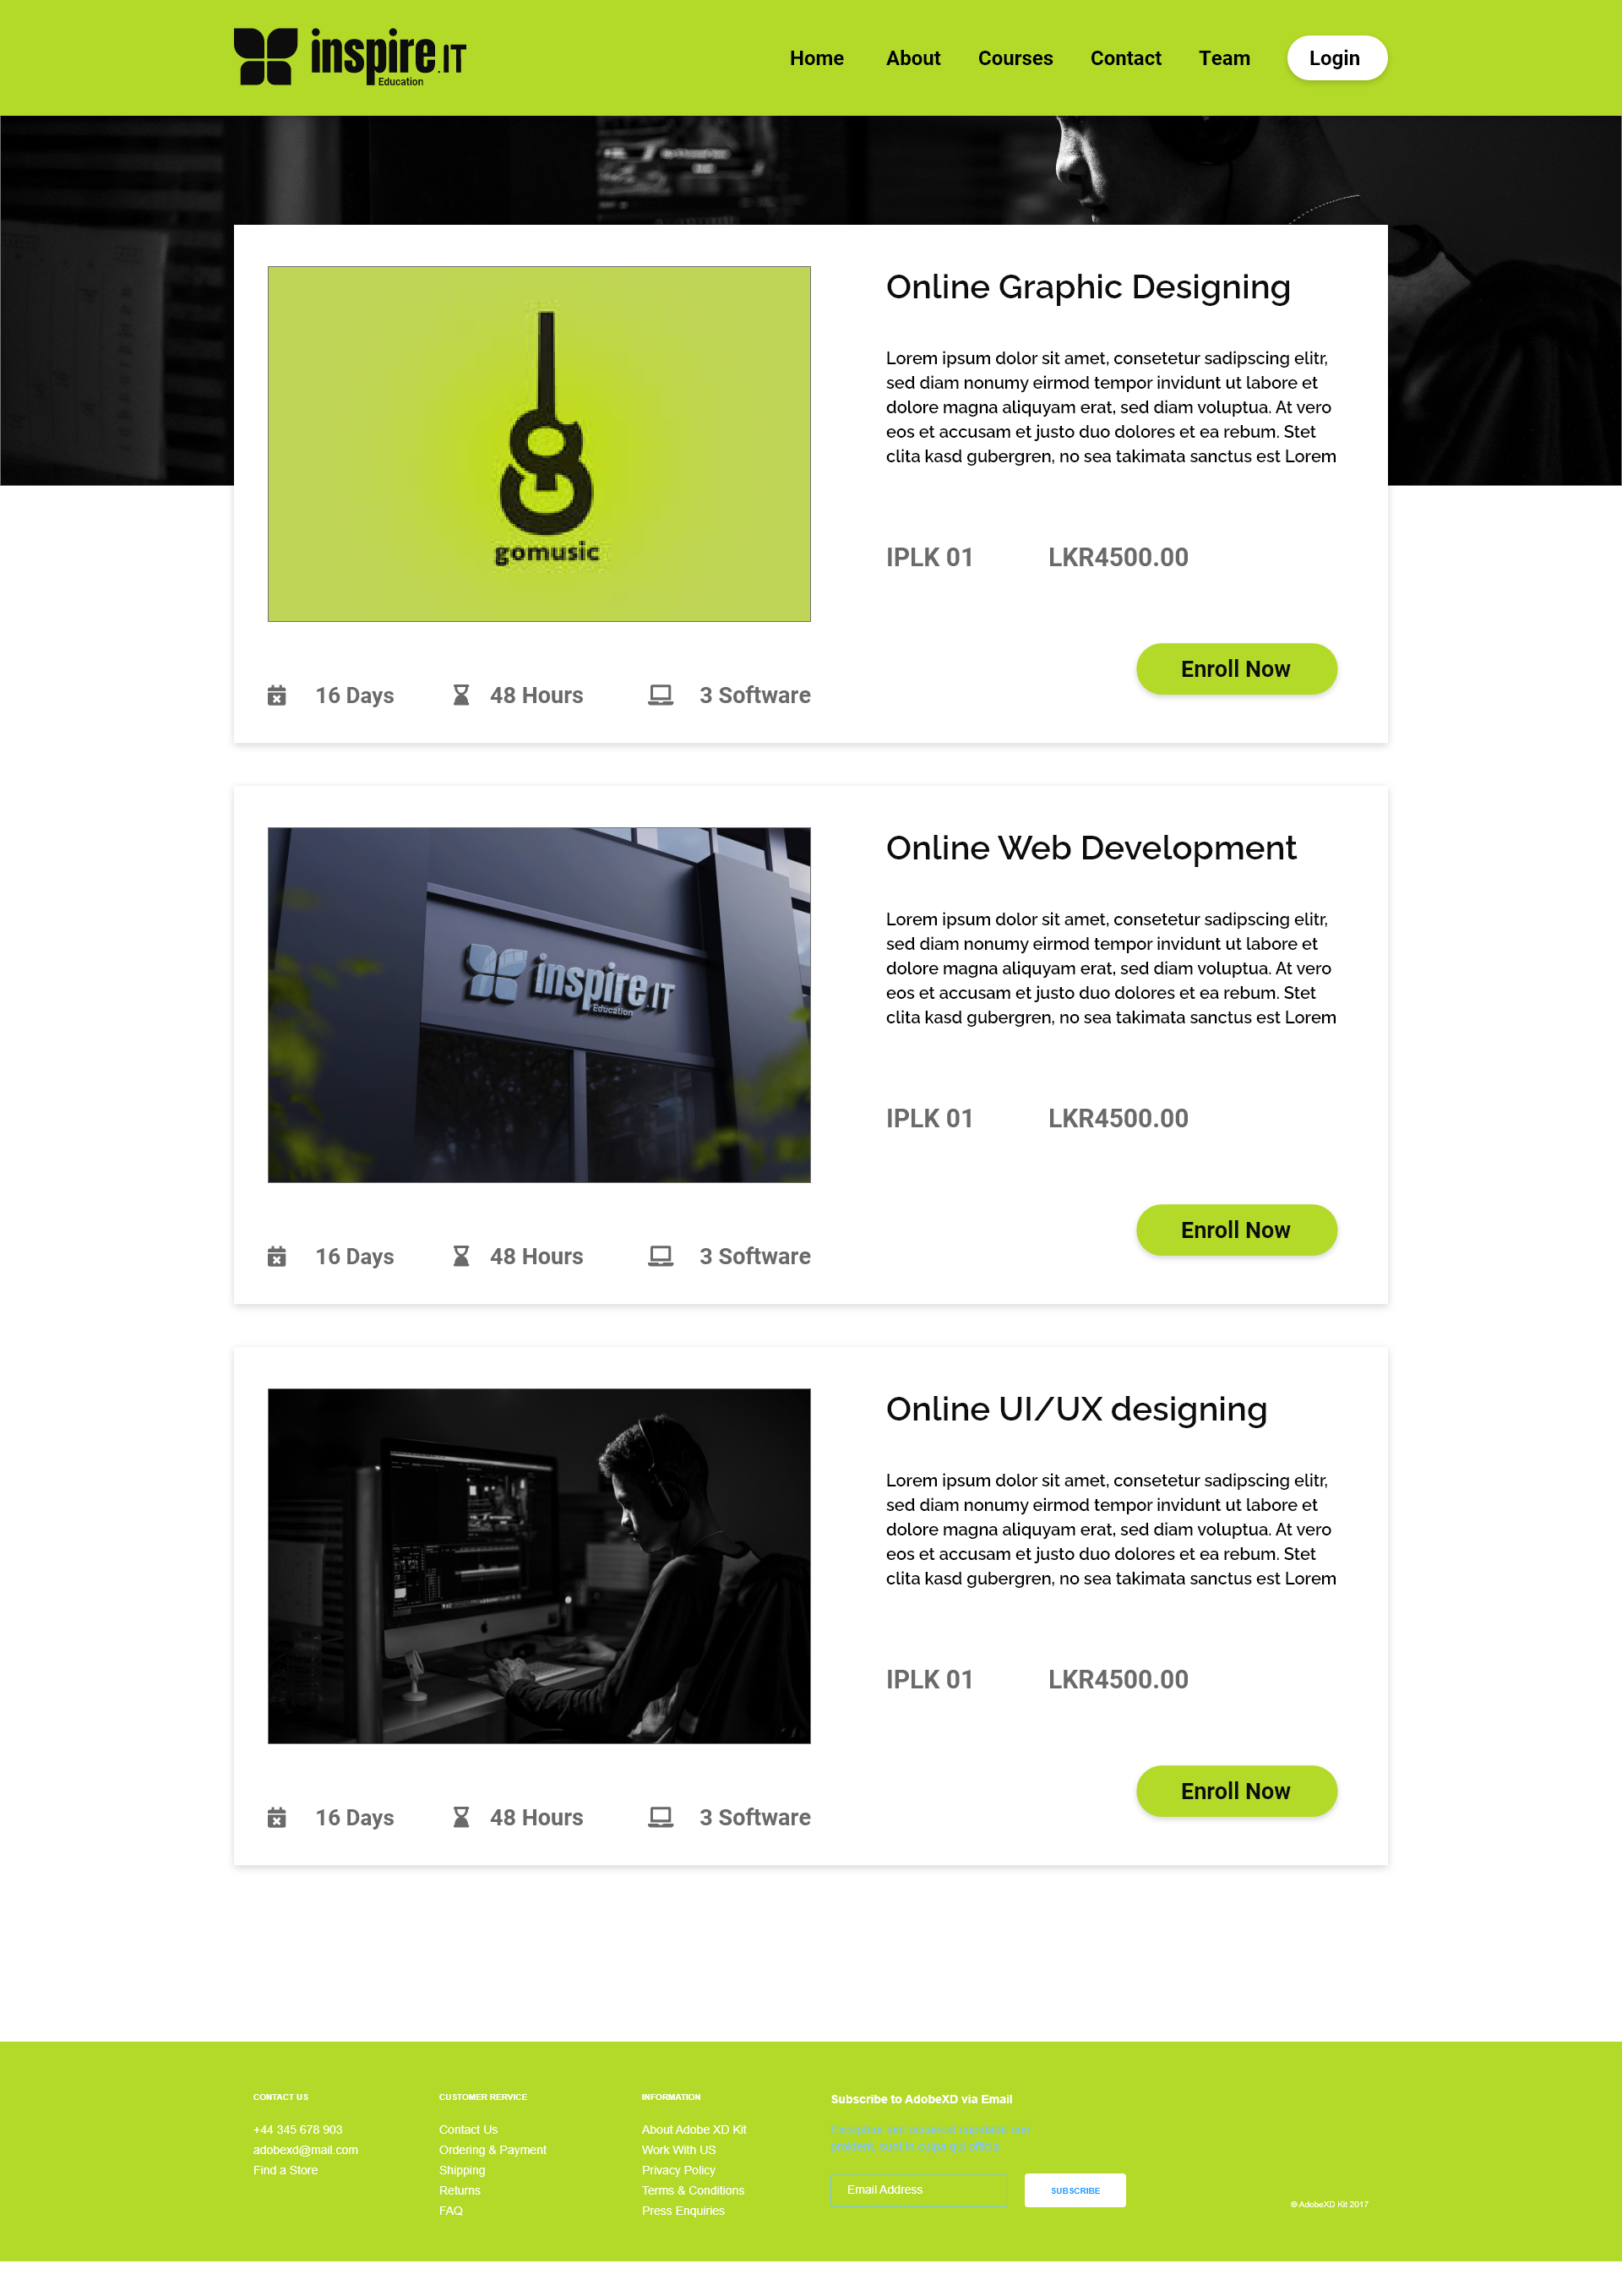 inspire.IT
Education
Home About Courses Contact Team Login
gomusic
Online Graphic Designing
Lorem ipsum dolor sit amet, consetetur sadipscing elitr,
sed diam nonumy eirmod tempor invidunt ut labore et
dolore magna aliquyam erat, sed diam voluptua. At vero
eos et accusam et justo duo dolores et ea rebum. Stet
clita kasd gubergren, no sea takimata sanctus est Lorem
IPLK 01 LKR4500.00
Enroll Now
16 Days 48 Hours 3 Software
inspire.IT
Education
Online Web Development
Lorem ipsum dolor sit amet, consetetur sadipscing elitr,
sed diam nonumy eirmod tempor invidunt ut labore et
dolore magna aliquyam erat, sed diam voluptua. At vero
eos et accusam et justo duo dolores et ea rebum. Stet
clita kasd gubergren, no sea takimata sanctus est Lorem
IPLK 01 LKR4500.00
Enroll Now
16 Days 48 Hours 3 Software
Online UI/UX designing
Lorem ipsum dolor sit amet, consetetur sadipscing elitr,
sed diam nonumy eirmod tempor invidunt ut labore et
dolore magna aliquyam erat, sed diam voluptua. At vero
eos et accusam et justo duo dolores et ea rebum. Stet
clita kasd gubergren, no sea takimata sanctus est Lorem
IPLK 01 LKR4500.00
Enroll Now
16 Days 48 Hours 3 Software
CONTACT US
+44 345 678 903
adobexd@mail.com
Find a Store
CUSTOMER RERVICE
Contact Us
Ordering & Payment
Shipping
Returns
FAQ
INFORMATION
About Adobe XD Kit
Work With US
Privacy Policy
Terms & Conditions
Press Enquiries
Subscribe to AdobeXD via Email
proident, sunt in culpa qui officia
Email Address
SUBSCRIBE
© AdobeXD Kit 2017